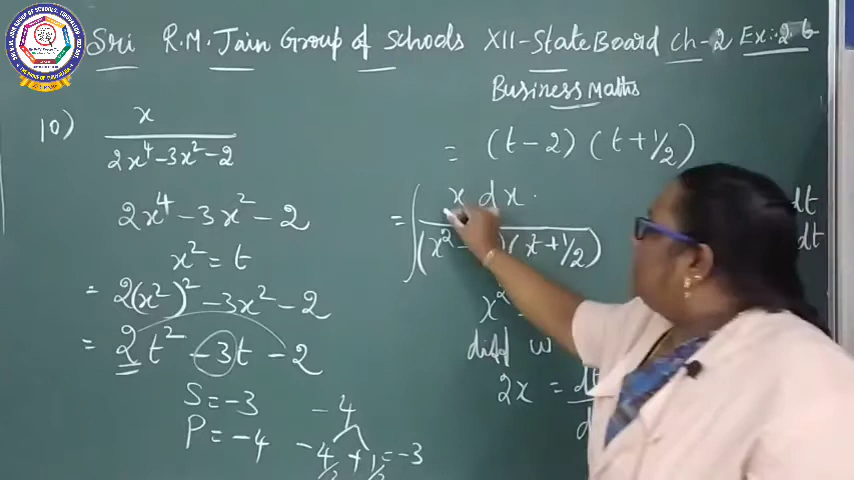 Sri R.M. Jain Group of Schools XII-State Board Ch-2 Ex:-2.6
Business Maths
10) x / 2x⁴-3x²-2
2x⁴ - 3x² - 2
x² = t
= 2(x²)² - 3x² - 2
= 2t² - 3t - 2
S = -3
P = -4
-4
-4/2 + 1/2 = -3
= (t-2) (t+1/2)
= ∫ x dx. / (x² - )(x²+1/2)
x²
diff w
2x = dt/d
dt
dt